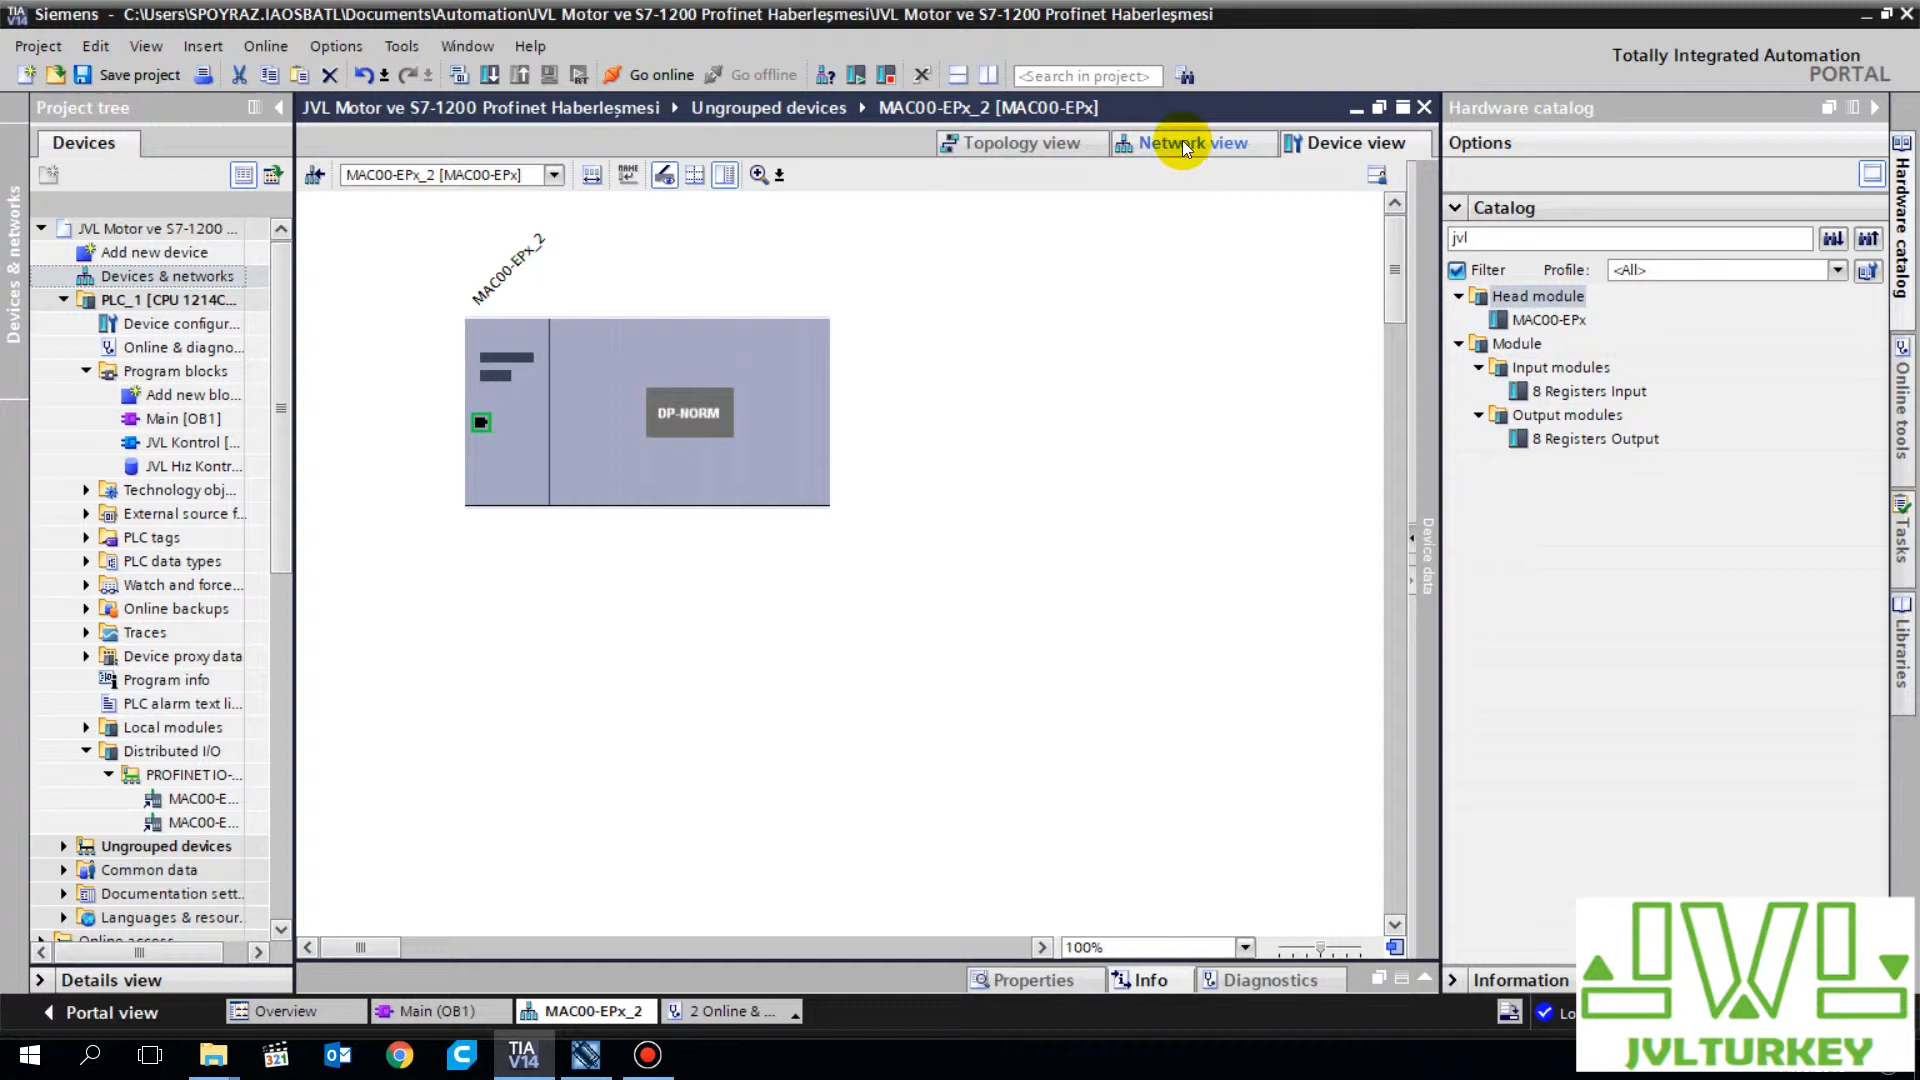 Siemens - C:\Users\SPOYRAZ.IAOSBATL\Documents\Automation\JVL Motor ve S7-1200 Profinet Haberleşmesi\JVL Motor ve S7-1200 Profinet Haberleşmesi
Project Edit View Insert Online Options Tools Window Help
Totally Integrated Automation
PORTAL
Save project Go online Go offline <Search in project>
Project tree
JVL Motor ve S7-1200 Profinet Haberleşmesi Ungrouped devices MAC00-EPx_2 [MAC00-EPx]
Hardware catalog
Devices
Topology view Network view Device view
Options
MAC00-EPx_2 [MAC00-EPx]
Catalog
jvl
Filter Profile: <All>
Head module
MAC00-EPx
Module
Input modules
8 Registers Input
Output modules
8 Registers Output
JVL Motor ve S7-1200 ...
Add new device
Devices & networks
PLC_1 [CPU 1214C...
Device configur...
Online & diagno...
Program blocks
Add new blo...
Main [OB1]
JVL Kontrol [...
JVL Hız Kontr...
Technology obj...
External source f...
PLC tags
PLC data types
Watch and force...
Online backups
Traces
Device proxy data
Program info
PLC alarm text li...
Local modules
Distributed I/O
PROFINET IO-...
MAC00-E...
MAC00-E...
Ungrouped devices
Common data
Documentation sett...
Languages & resour...
Online access
MAC00-EPx_2
DP-NORM
Devices & networks
Device data
Hardware catalog
Online tools
Tasks
Libraries
100%
Details view
Properties Info Diagnostics
Information
Portal view
Overview Main (OB1) MAC00-EPx_2 2 Online & ...
321
TIA V14
JVL
JVLTURKEY